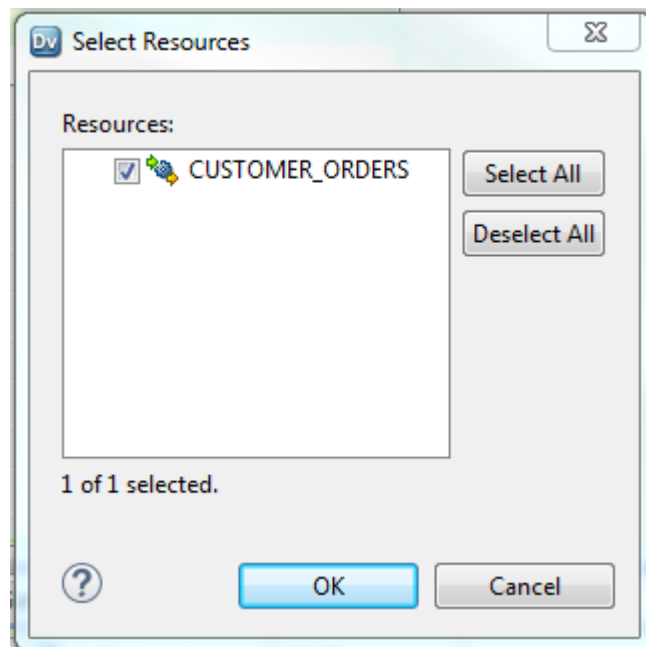 Dv Select Resources
Resources:
CUSTOMER_ORDERS
Select All
Deselect All
1 of 1 selected.
?
OK
Cancel